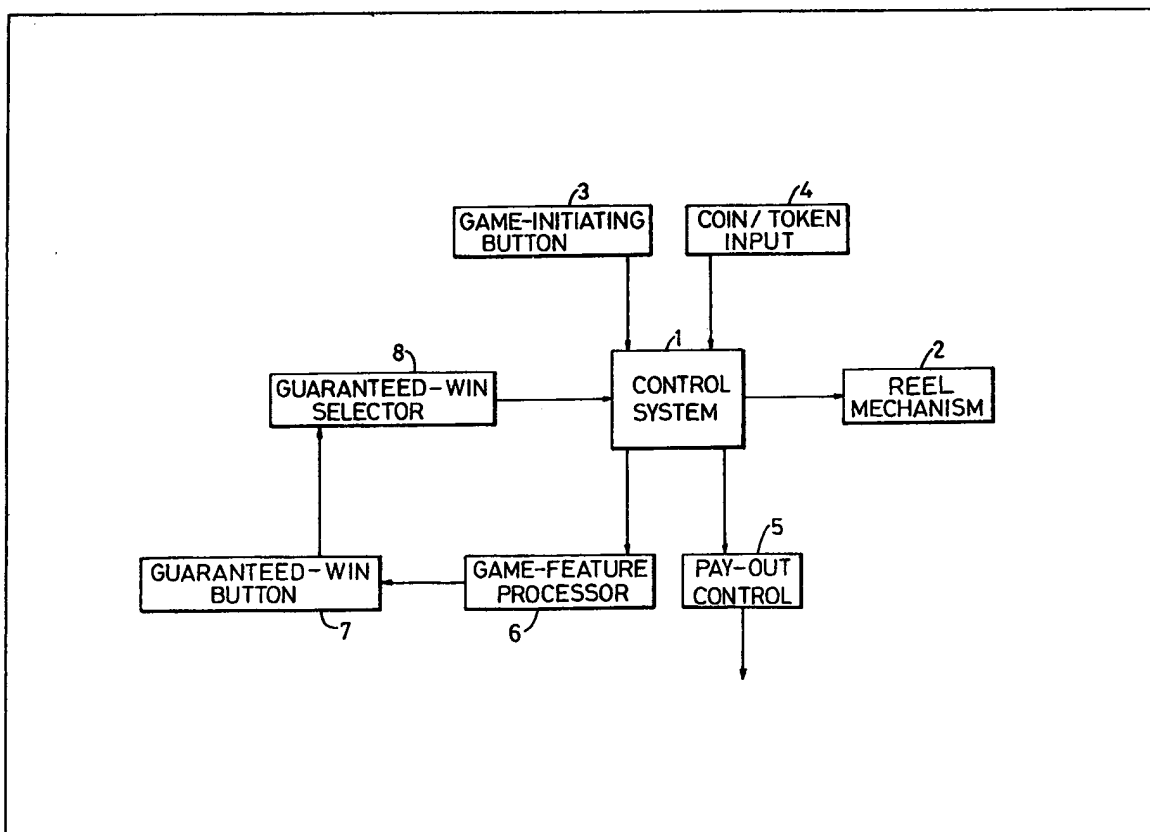 3
GAME-INITIATING
BUTTON
4
COIN/TOKEN
INPUT
8
GUARANTEED-WIN
SELECTOR
1
CONTROL
SYSTEM
2
REEL
MECHANISM
GUARANTEED-WIN
BUTTON
7
GAME-FEATURE
PROCESSOR
6
5
PAY-OUT
CONTROL